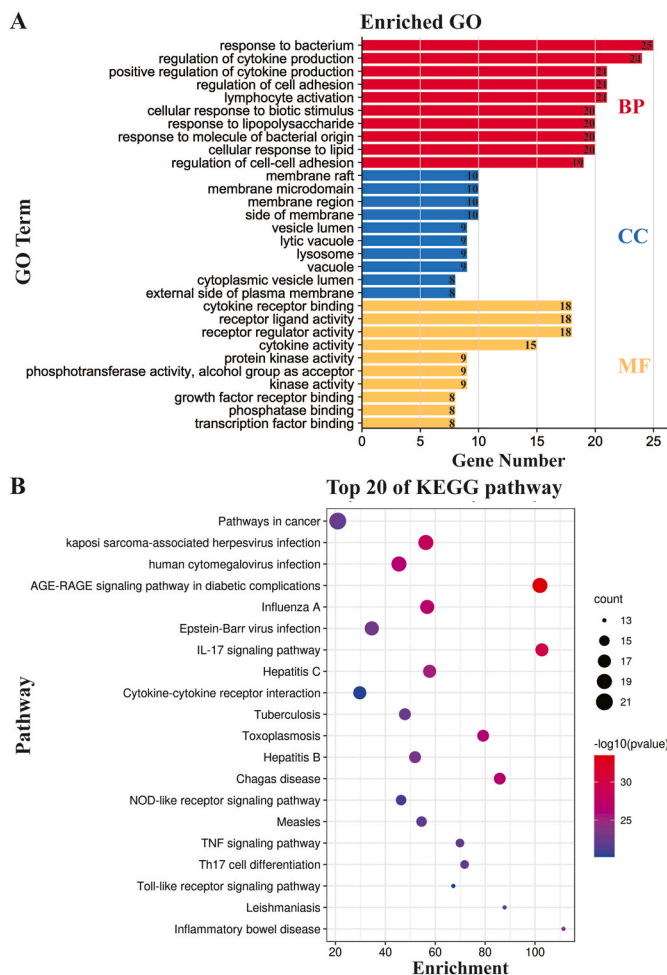 A
Enriched GO
GO Term
response to bacterium 25
regulation of cytokine production 24
positive regulation of cytokine production 21
regulation of cell adhesion 21
lymphocyte activation 21
cellular response to biotic stimulus 20
response to lipopolysaccharide 20
response to molecule of bacterial origin 20
cellular response to lipid 20
regulation of cell-cell adhesion 19
BP
membrane raft 10
membrane microdomain 10
membrane region 10
side of membrane 10
vesicle lumen 9
lytic vacuole 9
lysosome 9
vacuole 9
cytoplasmic vesicle lumen 8
external side of plasma membrane 8
CC
cytokine receptor binding 18
receptor ligand activity 18
receptor regulator activity 18
cytokine activity 15
protein kinase activity 9
phosphotransferase activity, alcohol group as acceptor 9
kinase activity 9
growth factor receptor binding 8
phosphatase binding 8
transcription factor binding 8
MF
0 5 10 15 20 25
Gene Number
B
Top 20 of KEGG pathway
Pathway
Pathways in cancer
kaposi sarcoma-associated herpesvirus infection
human cytomegalovirus infection
AGE-RAGE signaling pathway in diabetic complications
Influenza A
Epstein-Barr virus infection
IL-17 signaling pathway
Hepatitis C
Cytokine-cytokine receptor interaction
Tuberculosis
Toxoplasmosis
Hepatitis B
Chagas disease
NOD-like receptor signaling pathway
Measles
TNF signaling pathway
Th17 cell differentiation
Toll-like receptor signaling pathway
Leishmaniasis
Inflammatory bowel disease
20 40 60 80 100
Enrichment
count
13
15
17
19
21
-log10(pvalue)
30
25